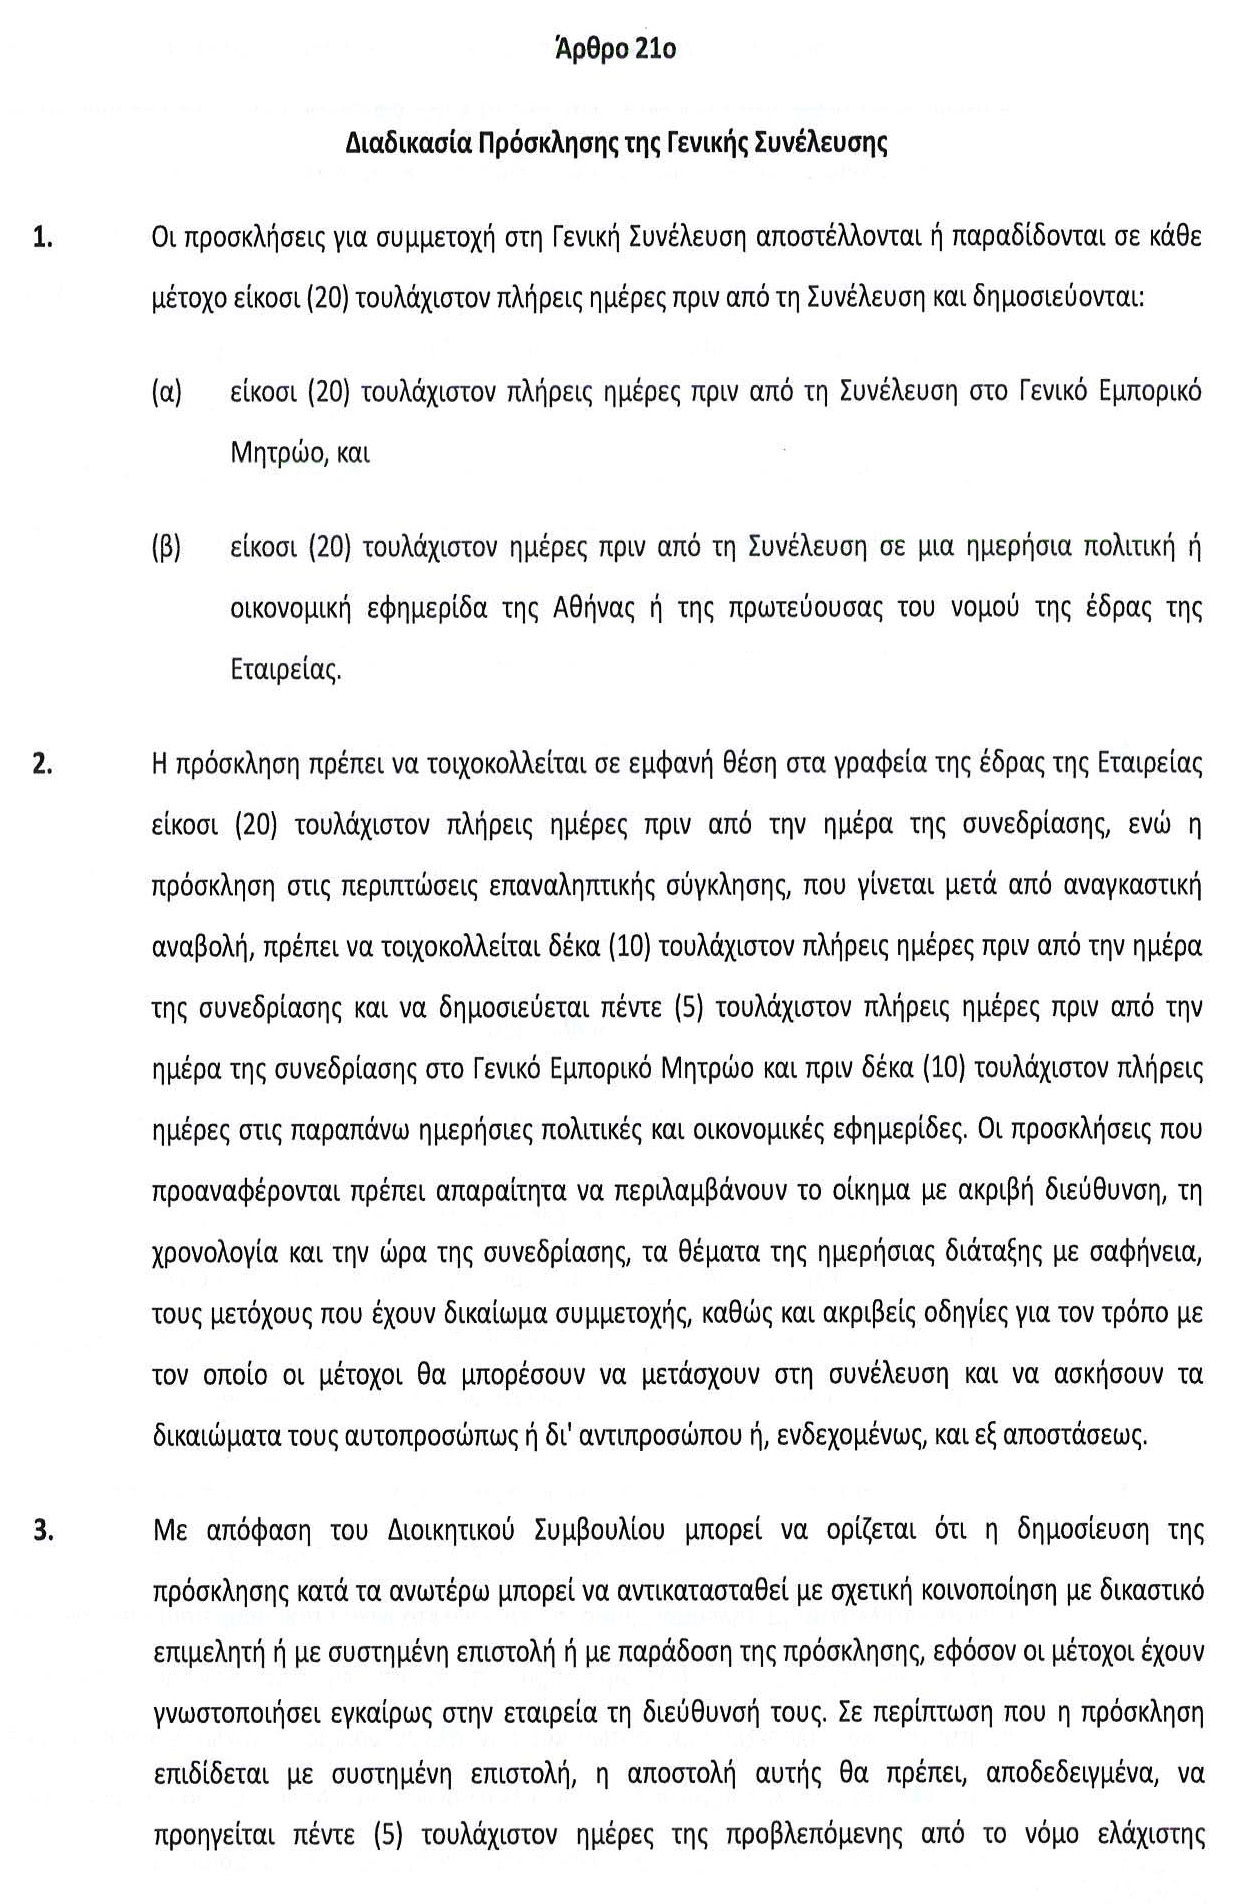 Άρθρο 21ο
Διαδικασία Πρόσκλησης της Γενικής Συνέλευσης
1. Οι προσκλήσεις για συμμετοχή στη Γενική Συνέλευση αποστέλλονται ή παραδίδονται σε κάθε
μέτοχο είκοσι (20) τουλάχιστον πλήρεις ημέρες πριν από τη Συνέλευση και δημοσιεύονται:
(α) είκοσι (20) τουλάχιστον πλήρεις ημέρες πριν από τη Συνέλευση στο Γενικό Εμπορικό
Μητρώο, και
(β) είκοσι (20) τουλάχιστον ημέρες πριν από τη Συνέλευση σε μια ημερήσια πολιτική ή
οικονομική εφημερίδα της Αθήνας ή της πρωτεύουσας του νομού της έδρας της
Εταιρείας.
2. Η πρόσκληση πρέπει να τοιχοκολλείται σε εμφανή θέση στα γραφεία της έδρας της Εταιρείας
είκοσι (20) τουλάχιστον πλήρεις ημέρες πριν από την ημέρα της συνεδρίασης, ενώ η
πρόσκληση στις περιπτώσεις επαναληπτικής σύγκλησης, που γίνεται μετά από αναγκαστική
αναβολή, πρέπει να τοιχοκολλείται δέκα (10) τουλάχιστον πλήρεις ημέρες πριν από την ημέρα
της συνεδρίασης και να δημοσιεύεται πέντε (5) τουλάχιστον πλήρεις ημέρες πριν από την
ημέρα της συνεδρίασης στο Γενικό Εμπορικό Μητρώο και πριν δέκα (10) τουλάχιστον πλήρεις
ημέρες στις παραπάνω ημερήσιες πολιτικές και οικονομικές εφημερίδες. Οι προσκλήσεις που
προαναφέρονται πρέπει απαραίτητα να περιλαμβάνουν το οίκημα με ακριβή διεύθυνση, τη
χρονολογία και την ώρα της συνεδρίασης, τα θέματα της ημερήσιας διάταξης με σαφήνεια,
τους μετόχους που έχουν δικαίωμα συμμετοχής, καθώς και ακριβείς οδηγίες για τον τρόπο με
τον οποίο οι μέτοχοι θα μπορέσουν να μετάσχουν στη συνέλευση και να ασκήσουν τα
δικαιώματα τους αυτοπροσώπως ή δι' αντιπροσώπου ή, ενδεχομένως, και εξ αποστάσεως.
3. Με απόφαση του Διοικητικού Συμβουλίου μπορεί να ορίζεται ότι η δημοσίευση της
πρόσκλησης κατά τα ανωτέρω μπορεί να αντικατασταθεί με σχετική κοινοποίηση με δικαστικό
επιμελητή ή με συστημένη επιστολή ή με παράδοση της πρόσκλησης, εφόσον οι μέτοχοι έχουν
γνωστοποιήσει εγκαίρως στην εταιρεία τη διεύθυνσή τους. Σε περίπτωση που η πρόσκληση
επιδίδεται με συστημένη επιστολή, η αποστολή αυτής θα πρέπει, αποδεδειγμένα, να
προηγείται πέντε (5) τουλάχιστον ημέρες της προβλεπόμενης από το νόμο ελάχιστης